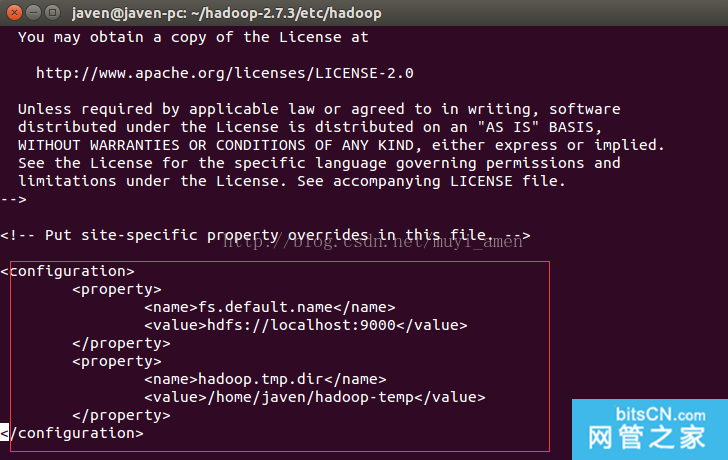 javen@javen-pc: ~/hadoop-2.7.3/etc/hadoop
You may obtain a copy of the License at
http://www.apache.org/licenses/LICENSE-2.0
Unless required by applicable law or agreed to in writing, software
distributed under the License is distributed on an "AS IS" BASIS,
WITHOUT WARRANTIES OR CONDITIONS OF ANY KIND, either express or implied.
See the License for the specific language governing permissions and
limitations under the License. See accompanying LICENSE file.
-->
<!-- Put site-specific property overrides in this file. -->
http://blog.csdn.net/muyi_amen
<configuration>
<property>
<name>fs.default.name</name>
<value>hdfs://localhost:9000</value>
</property>
<property>
<name>hadoop.tmp.dir</name>
<value>/home/javen/hadoop-temp</value>
</property>
</configuration>
bitsCN.com
网管之家